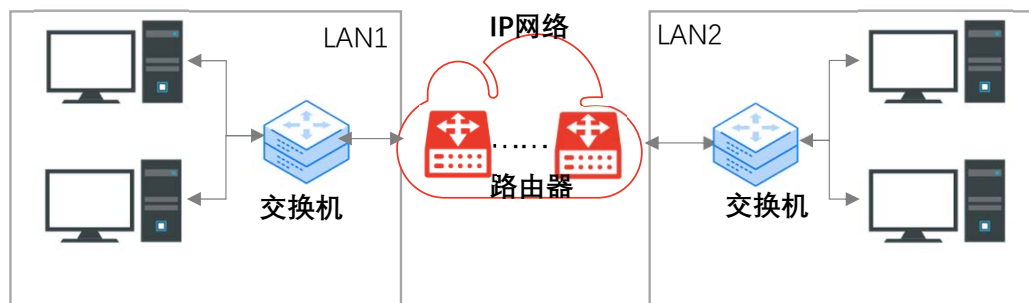 LAN1
IP网络
LAN2
......
路由器
交换机
交换机